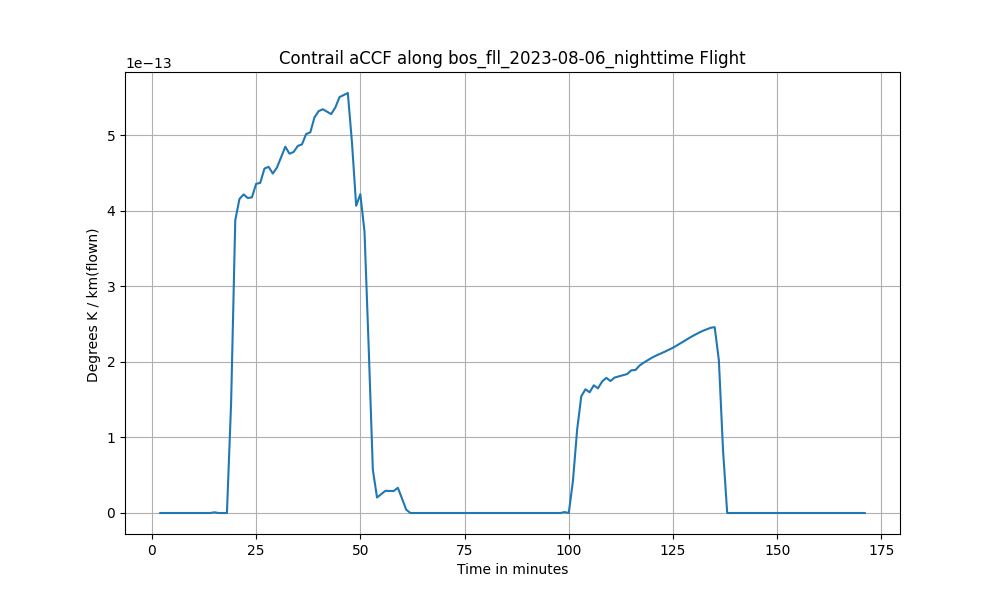 Contrail aCCF along bos_fll_2023-08-06_nighttime Flight
1e−13
5
4
3
2
1
0
Degrees K / km(flown)
0 25 50 75 100 125 150 175
Time in minutes